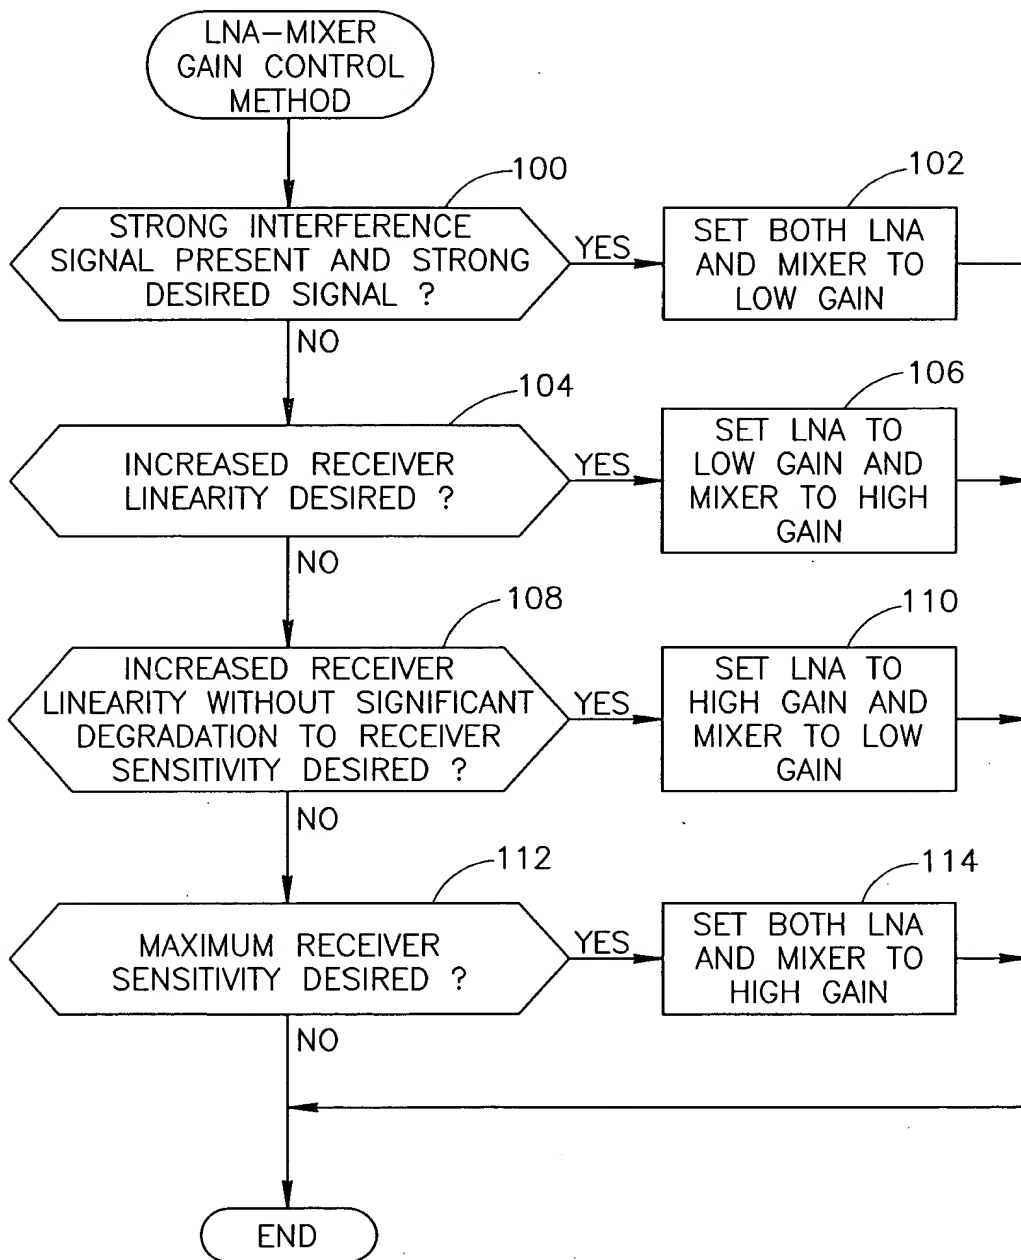 LNA-MIXER
GAIN CONTROL
METHOD
100
STRONG INTERFERENCE
SIGNAL PRESENT AND STRONG
DESIRED SIGNAL ?
YES
102
SET BOTH LNA
AND MIXER TO
LOW GAIN
NO
104
INCREASED RECEIVER
LINEARITY DESIRED ?
YES
106
SET LNA TO
LOW GAIN AND
MIXER TO HIGH
GAIN
NO
108
INCREASED RECEIVER
LINEARITY WITHOUT SIGNIFICANT
DEGRADATION TO RECEIVER
SENSITIVITY DESIRED ?
YES
110
SET LNA TO
HIGH GAIN AND
MIXER TO LOW
GAIN
NO
112
MAXIMUM RECEIVER
SENSITIVITY DESIRED ?
YES
114
SET BOTH LNA
AND MIXER TO
HIGH GAIN
NO
END